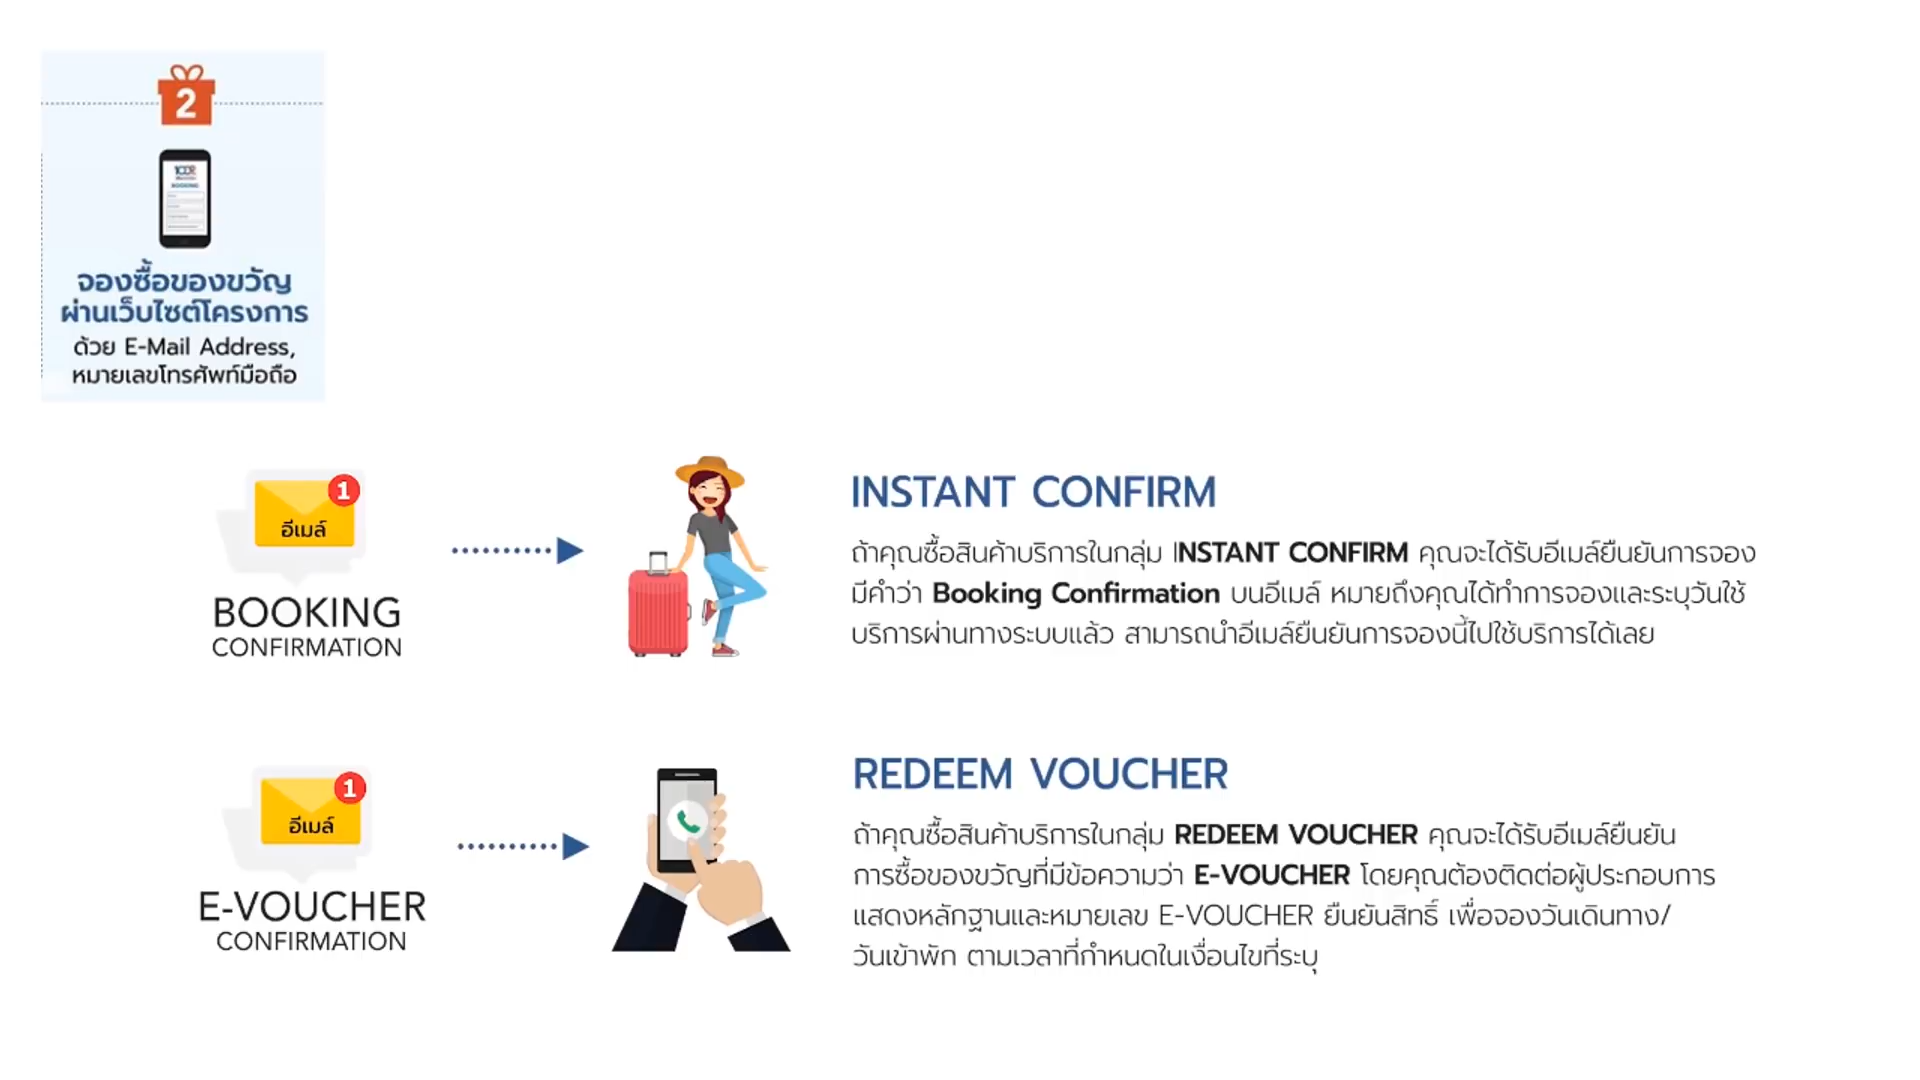 2
BOOKING
จองซื้อของขวัญ
ผ่านเว็บไซต์โครงการ
ด้วย E-Mail Address,
หมายเลขโทรศัพท์มือถือ
1
อีเมล์
BOOKING
CONFIRMATION
INSTANT CONFIRM
ถ้าคุณซื้อสินค้าบริการในกลุ่ม INSTANT CONFIRM คุณจะได้รับอีเมล์ยืนยันการจอง
มีคำว่า Booking Confirmation บนอีเมล์ หมายถึงคุณได้ทำการจองและระบุวันใช้
บริการผ่านทางระบบแล้ว สามารถนำอีเมล์ยืนยันการจองนี้ไปใช้บริการได้เลย
1
อีเมล์
E-VOUCHER
CONFIRMATION
REDEEM VOUCHER
ถ้าคุณซื้อสินค้าบริการในกลุ่ม REDEEM VOUCHER คุณจะได้รับอีเมล์ยืนยัน
การซื้อของขวัญที่มีข้อความว่า E-VOUCHER โดยคุณต้องติดต่อผู้ประกอบการ
แสดงหลักฐานและหมายเลข E-VOUCHER ยืนยันสิทธิ์ เพื่อจองวันเดินทาง/
วันเข้าพัก ตามเวลาที่กำหนดในเงื่อนไขที่ระบุ